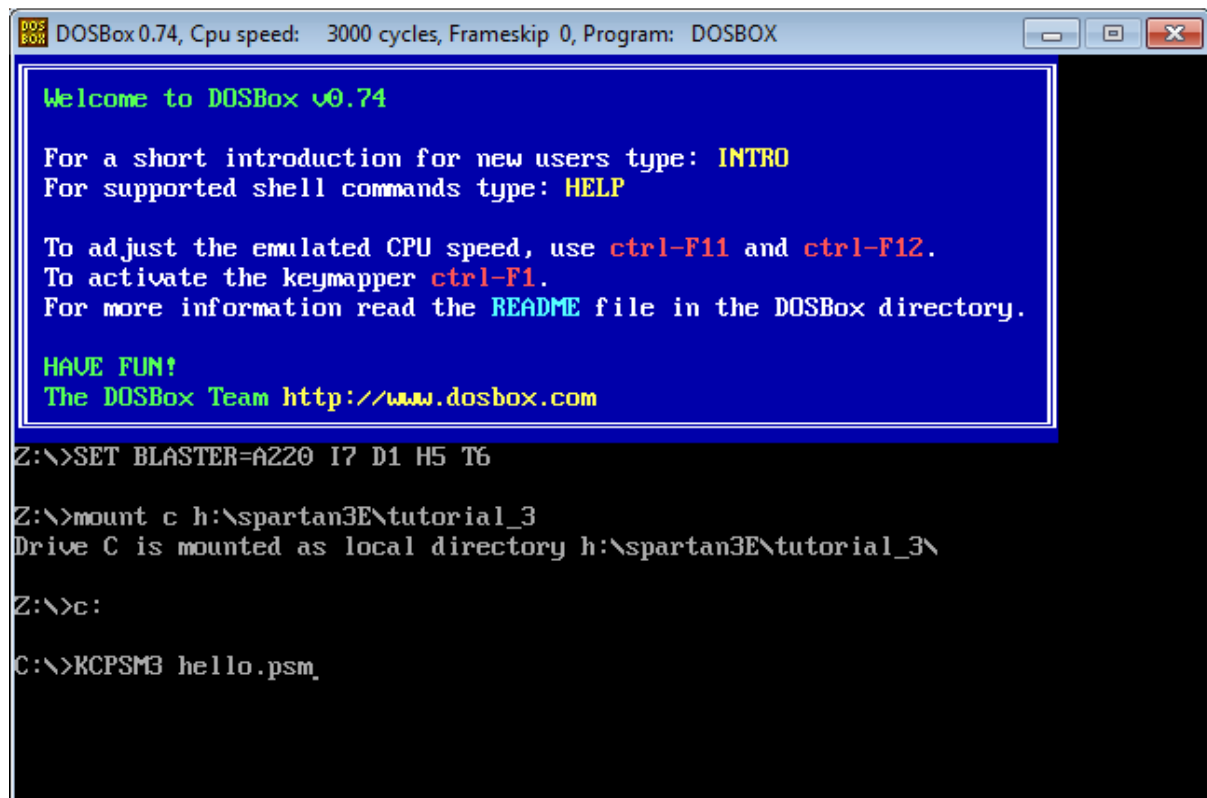 DOSBox 0.74, Cpu speed: 3000 cycles, Frameskip 0, Program: DOSBOX
Welcome to DOSBox v0.74
For a short introduction for new users type: INTRO
For supported shell commands type: HELP
To adjust the emulated CPU speed, use ctrl-F11 and ctrl-F12.
To activate the keymapper ctrl-F1.
For more information read the README file in the DOSBox directory.
HAVE FUN!
The DOSBox Team http://www.dosbox.com
Z:\>SET BLASTER=A220 I7 D1 H5 T6
Z:\>mount c h:\spartan3E\tutorial_3
Drive C is mounted as local directory h:\spartan3E\tutorial_3\
Z:\>c:
C:\>KCPSM3 hello.psm_